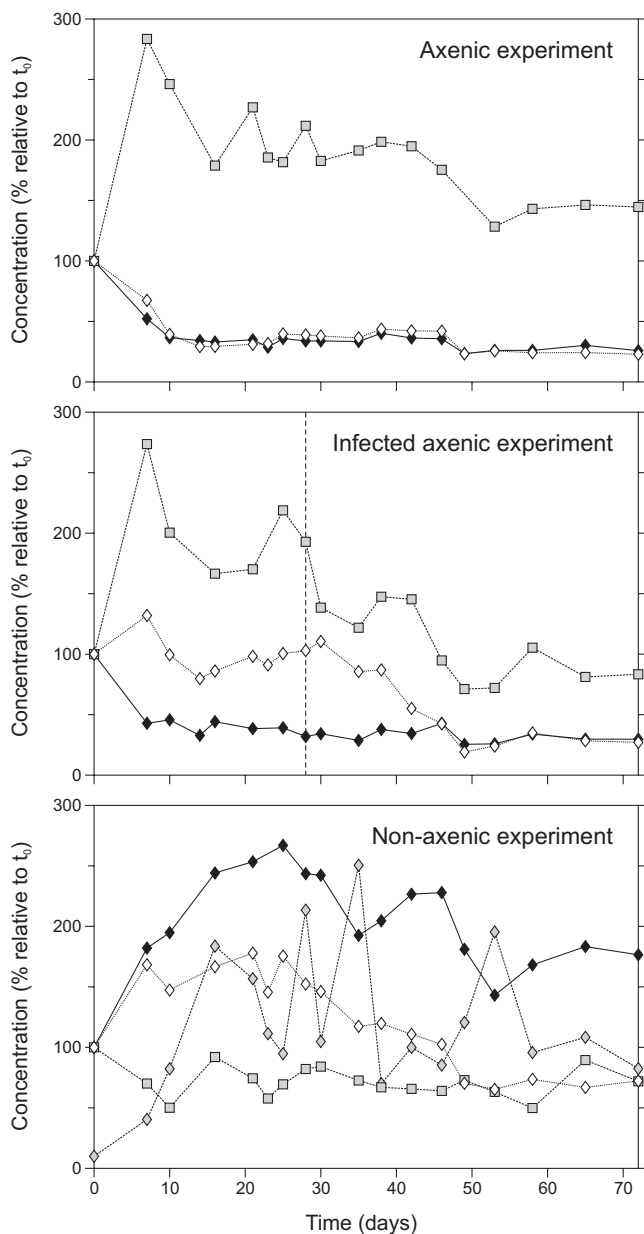 300
Axenic experiment
200
100
0
Concentration (% relative to t₀)
300
Infected axenic experiment
200
100
0
Concentration (% relative to t₀)
300
Non-axenic experiment
200
100
0
Concentration (% relative to t₀)
0 10 20 30 40 50 60 70
Time (days)